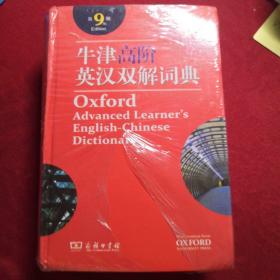 第9版
Edition
牛津高阶
英汉双解词典
Oxford
Advanced Learner's
English-Chinese
Dictionary
商务印书馆
OXFORD
UNIVERSITY PRESS